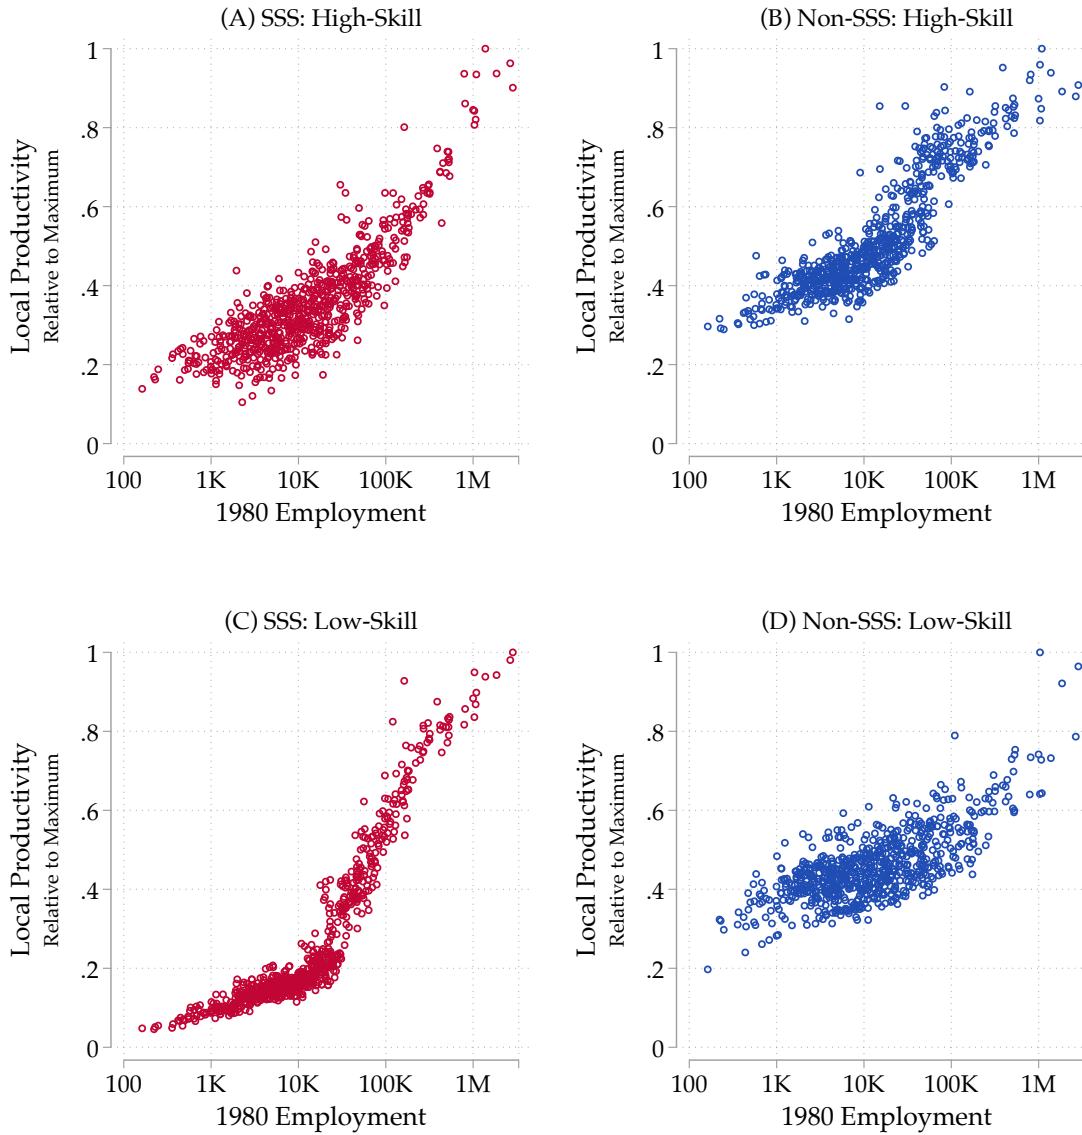 (A) SSS: High-Skill
Local Productivity
Relative to Maximum
1
.8
.6
.4
.2
0
100 1K 10K 100K 1M
1980 Employment
(B) Non-SSS: High-Skill
Local Productivity
Relative to Maximum
1
.8
.6
.4
.2
0
100 1K 10K 100K 1M
1980 Employment
(C) SSS: Low-Skill
Local Productivity
Relative to Maximum
1
.8
.6
.4
.2
0
100 1K 10K 100K 1M
1980 Employment
(D) Non-SSS: Low-Skill
Local Productivity
Relative to Maximum
1
.8
.6
.4
.2
0
100 1K 10K 100K 1M
1980 Employment